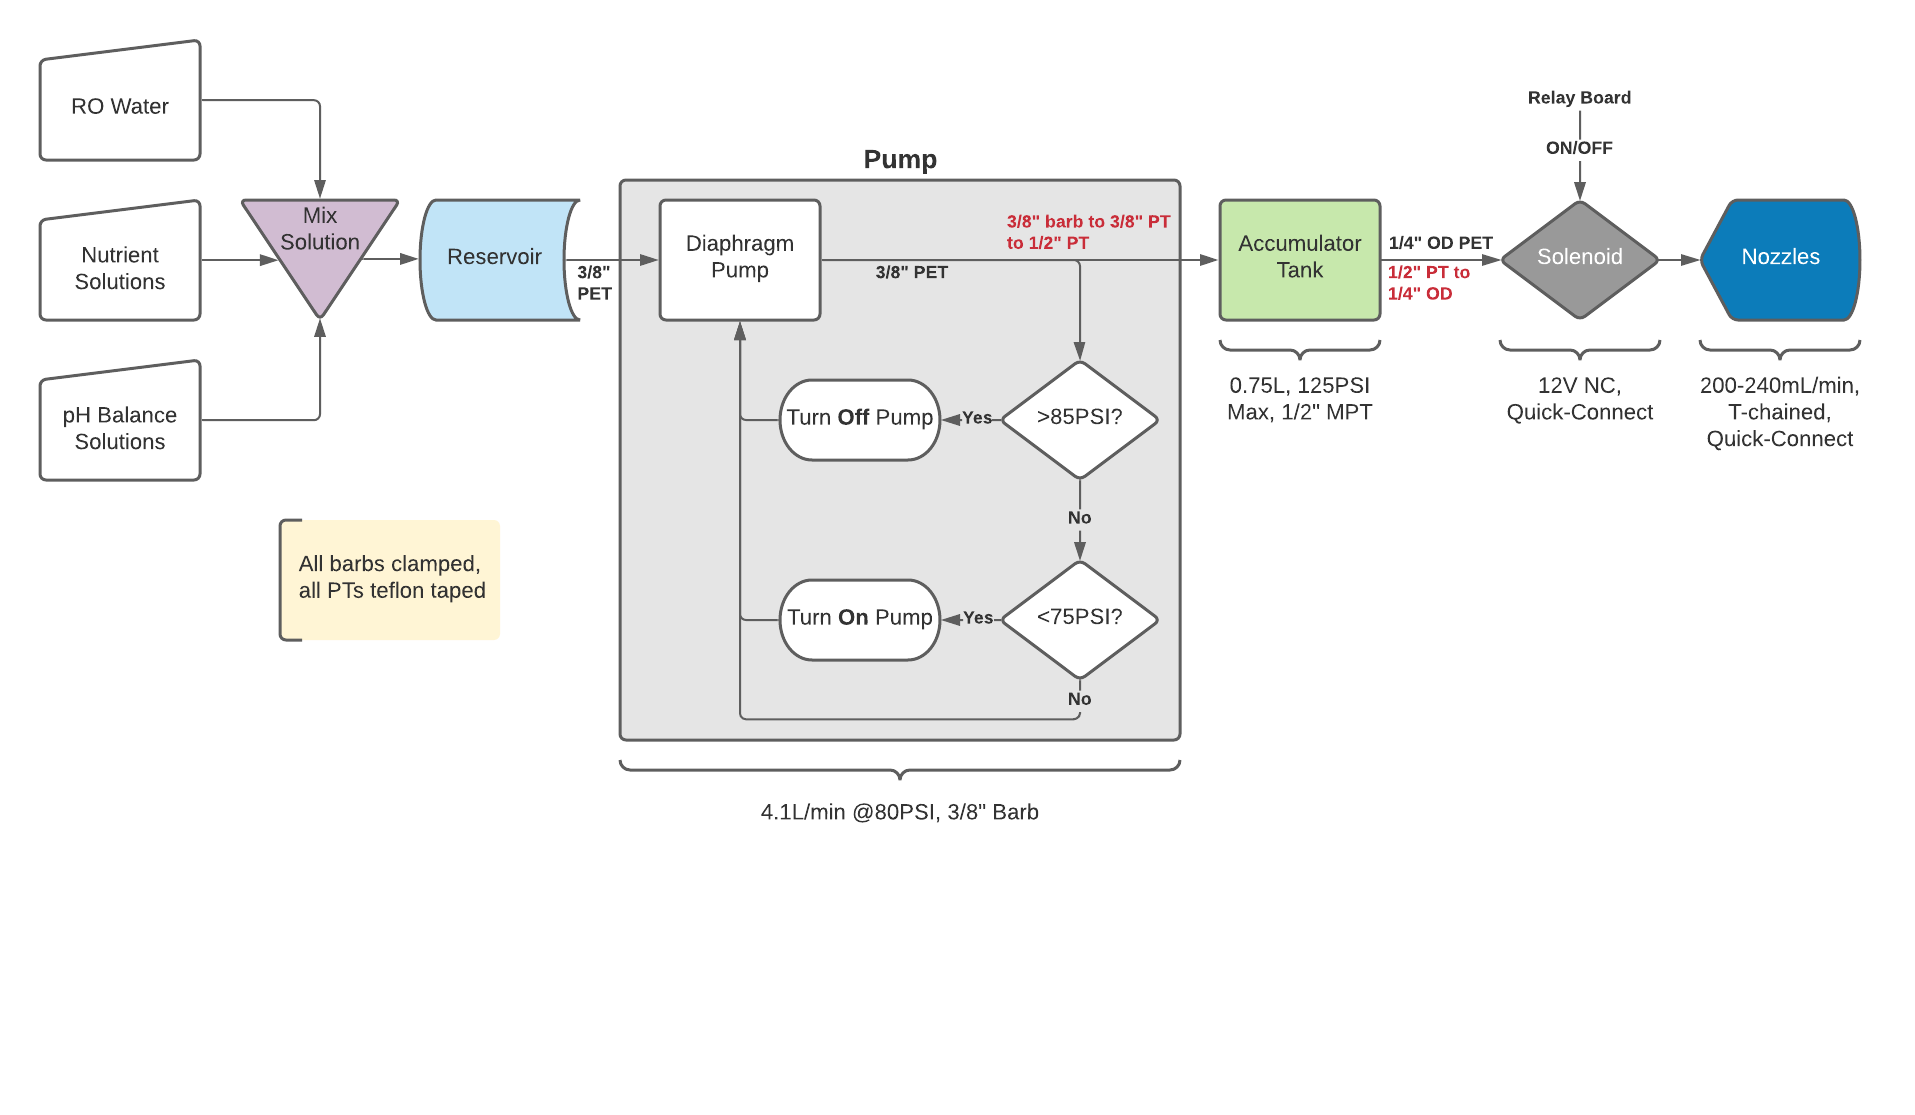 RO Water
Nutrient
Solutions
pH Balance
Solutions
Mix
Solution
Reservoir
3/8"
PET
All barbs clamped,
all PTs teflon taped
Pump
Diaphragm
Pump
3/8" PET
3/8" barb to 3/8" PT
to 1/2" PT
>85PSI?
Yes
Turn Off Pump
No
<75PSI?
Yes
Turn On Pump
No
4.1L/min @80PSI, 3/8" Barb
Accumulator
Tank
0.75L, 125PSI
Max, 1/2" MPT
1/4" OD PET
1/2" PT to
1/4" OD
Relay Board
ON/OFF
Solenoid
12V NC,
Quick-Connect
Nozzles
200-240mL/min,
T-chained,
Quick-Connect